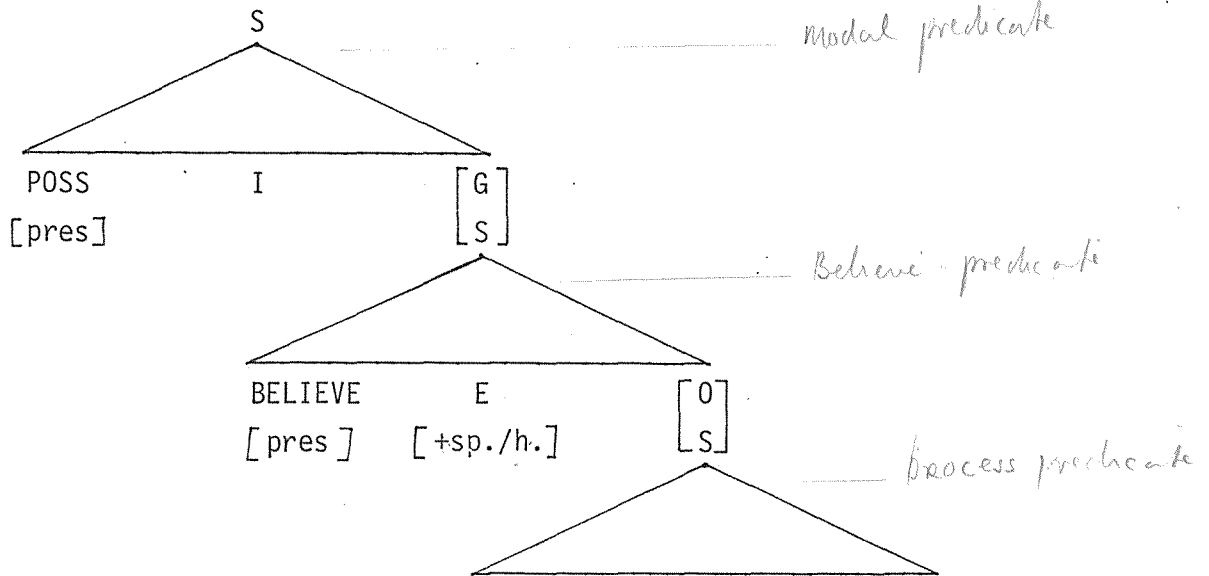 S
modal predicate
POSS I [G
[pres] S]
Believe predicate
BELIEVE E [O
[pres] [+sp./h.] S]
process predicate